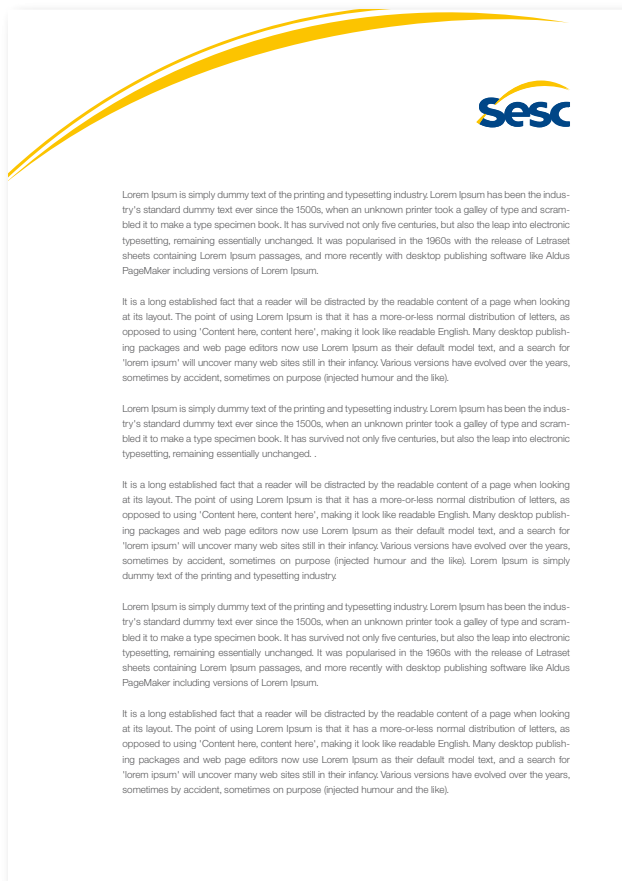 Sesc
Lorem Ipsum is simply dummy text of the printing and typesetting industry. Lorem Ipsum has been the indus-
try's standard dummy text ever since the 1500s, when an unknown printer took a galley of type and scram-
bled it to make a type specimen book. It has survived not only five centuries, but also the leap into electronic
typesetting, remaining essentially unchanged. It was popularised in the 1960s with the release of Letraset
sheets containing Lorem Ipsum passages, and more recently with desktop publishing software like Aldus
PageMaker including versions of Lorem Ipsum.
It is a long established fact that a reader will be distracted by the readable content of a page when looking
at its layout. The point of using Lorem Ipsum is that it has a more-or-less normal distribution of letters, as
opposed to using 'Content here, content here', making it look like readable English. Many desktop publish-
ing packages and web page editors now use Lorem Ipsum as their default model text, and a search for
'lorem ipsum' will uncover many web sites still in their infancy. Various versions have evolved over the years,
sometimes by accident, sometimes on purpose (injected humour and the like).
Lorem Ipsum is simply dummy text of the printing and typesetting industry. Lorem Ipsum has been the indus-
try's standard dummy text ever since the 1500s, when an unknown printer took a galley of type and scram-
bled it to make a type specimen book. It has survived not only five centuries, but also the leap into electronic
typesetting, remaining essentially unchanged. .
It is a long established fact that a reader will be distracted by the readable content of a page when looking
at its layout. The point of using Lorem Ipsum is that it has a more-or-less normal distribution of letters, as
opposed to using 'Content here, content here', making it look like readable English. Many desktop publish-
ing packages and web page editors now use Lorem Ipsum as their default model text, and a search for
'lorem ipsum' will uncover many web sites still in their infancy. Various versions have evolved over the years,
sometimes by accident, sometimes on purpose (injected humour and the like). Lorem Ipsum is simply
dummy text of the printing and typesetting industry.
Lorem Ipsum is simply dummy text of the printing and typesetting industry. Lorem Ipsum has been the indus-
try's standard dummy text ever since the 1500s, when an unknown printer took a galley of type and scram-
bled it to make a type specimen book. It has survived not only five centuries, but also the leap into electronic
typesetting, remaining essentially unchanged. It was popularised in the 1960s with the release of Letraset
sheets containing Lorem Ipsum passages, and more recently with desktop publishing software like Aldus
PageMaker including versions of Lorem Ipsum.
It is a long established fact that a reader will be distracted by the readable content of a page when looking
at its layout. The point of using Lorem Ipsum is that it has a more-or-less normal distribution of letters, as
opposed to using 'Content here, content here', making it look like readable English. Many desktop publish-
ing packages and web page editors now use Lorem Ipsum as their default model text, and a search for
'lorem ipsum' will uncover many web sites still in their infancy. Various versions have evolved over the years,
sometimes by accident, sometimes on purpose (injected humour and the like).